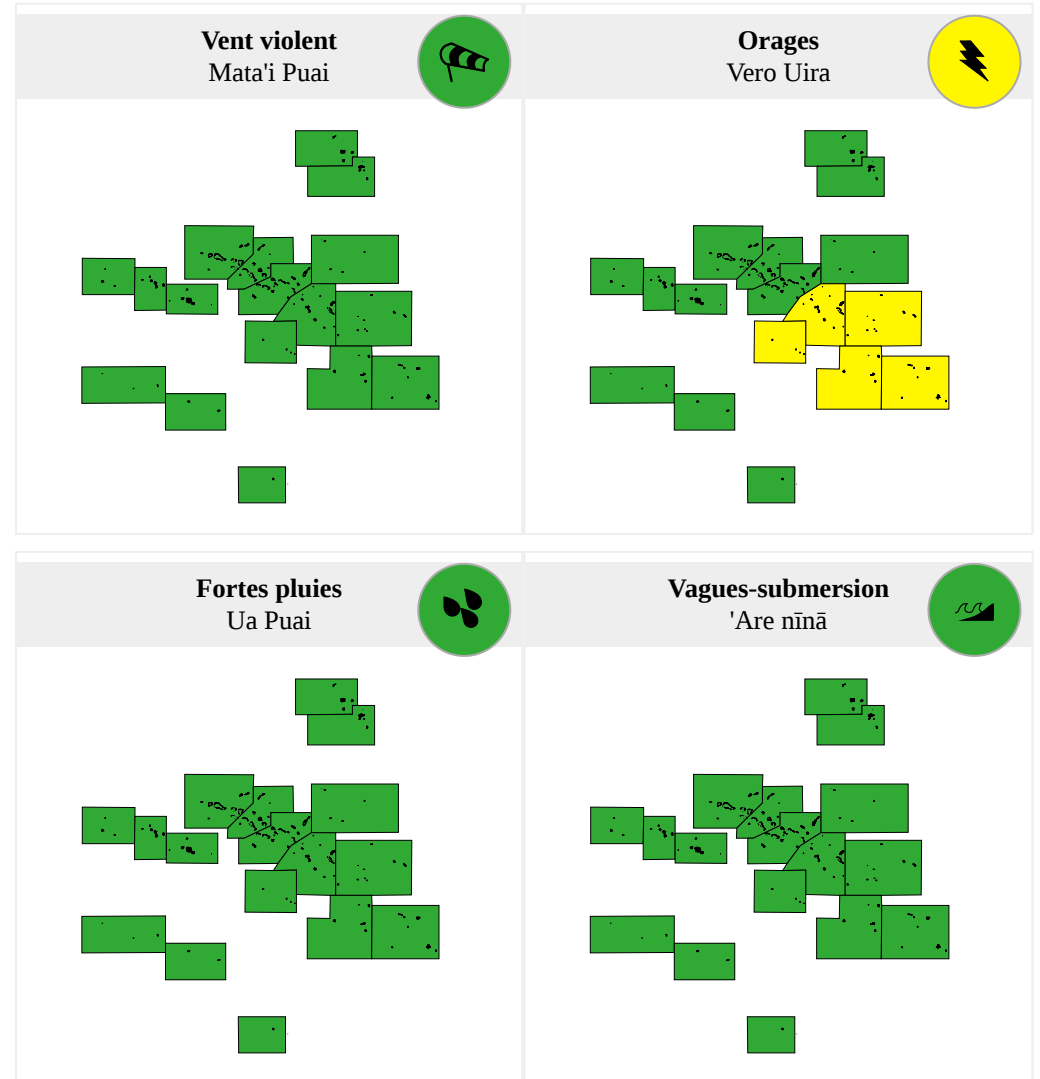 Vent violent
Mata'i Puai
Orages
Vero Uira
Fortes pluies
Ua Puai
Vagues-submersion
'Are nīnā